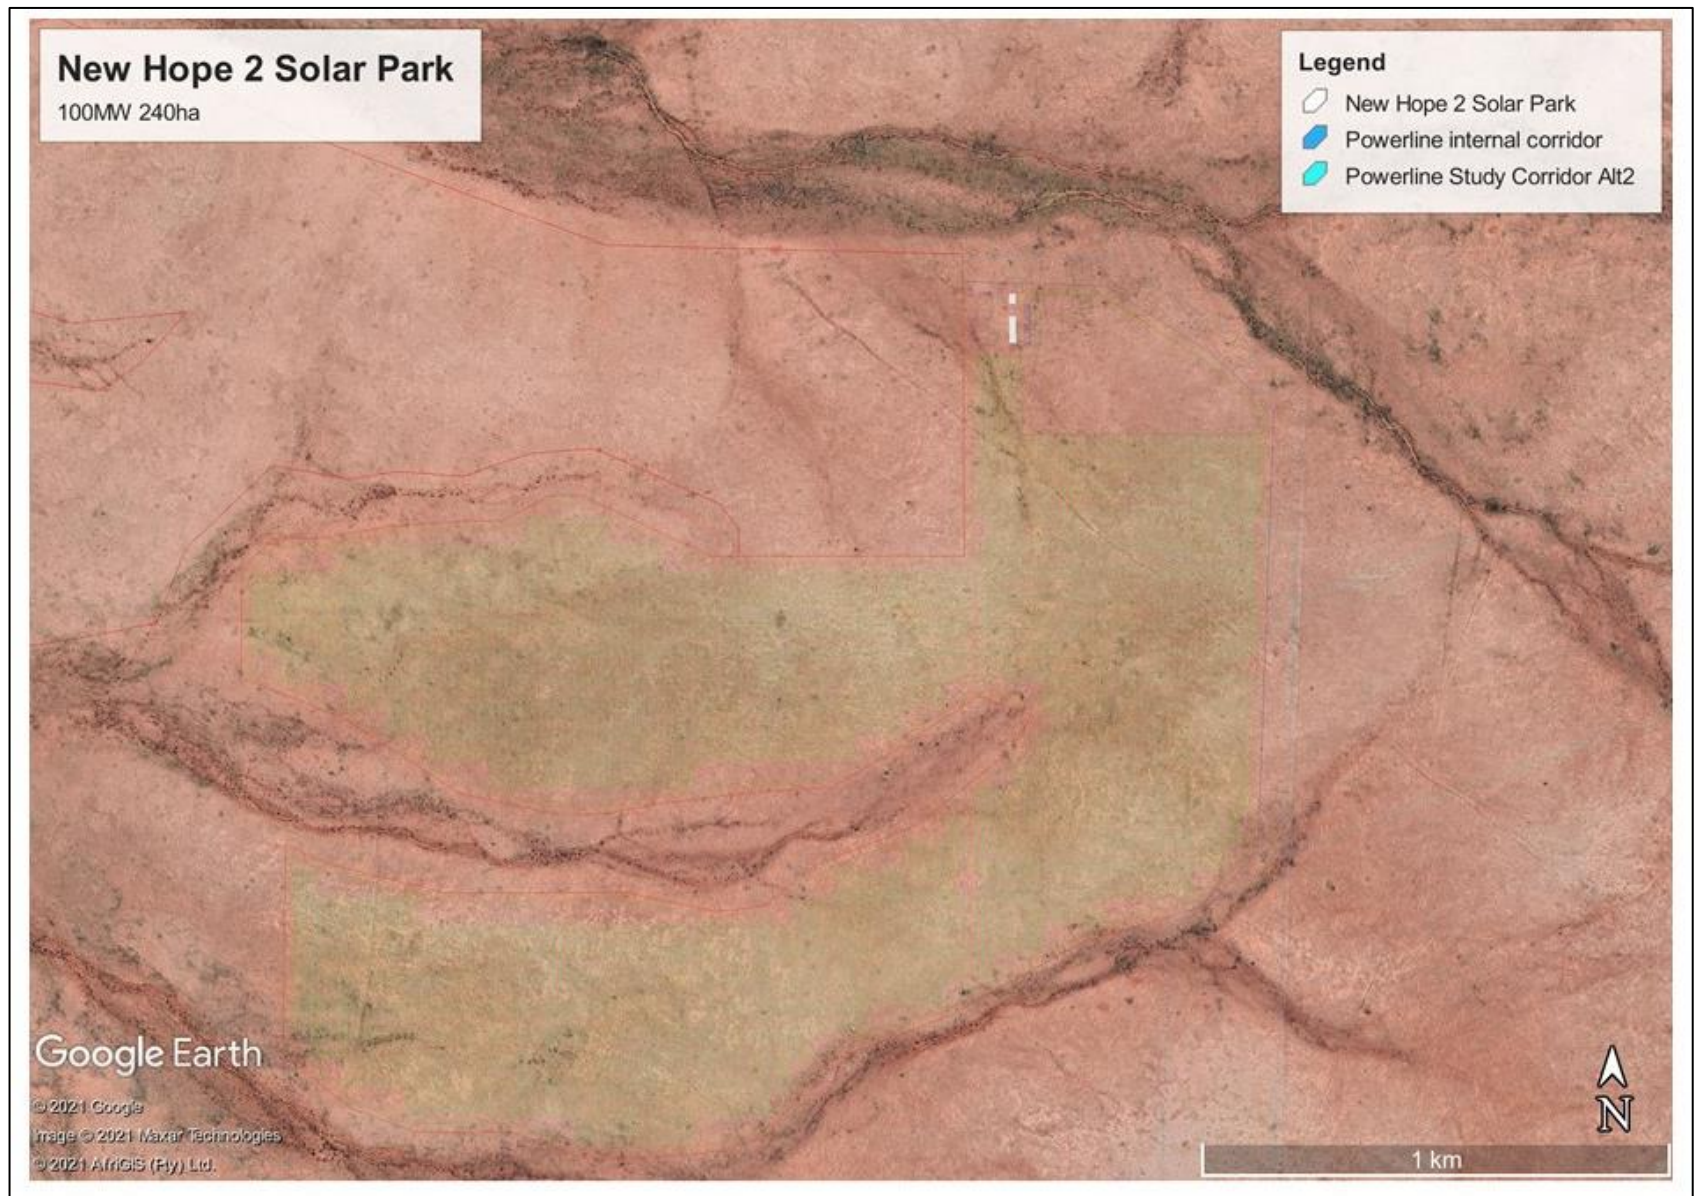 New Hope 2 Solar Park
100MW 240ha
Legend
New Hope 2 Solar Park
Powerline internal corridor
Powerline Study Corridor Alt2
Google Earth
© 2021 Google
Image © 2021 Maxar Technologies
© 2021 AfriGIS (Pty) Ltd.
N
1 km